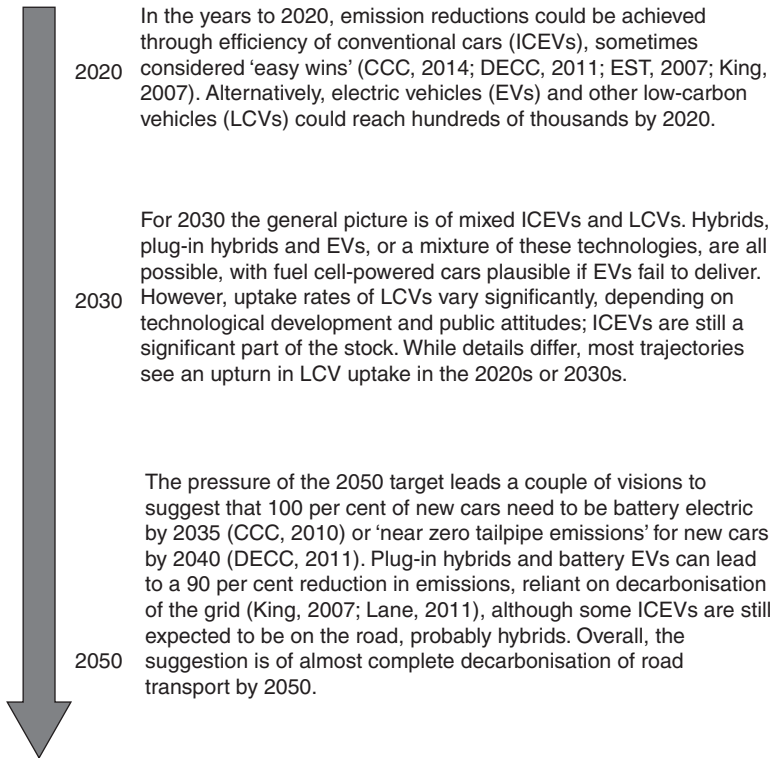 In the years to 2020, emission reductions could be achieved
through efficiency of conventional cars (ICEVs), sometimes
2020 considered ‘easy wins’ (CCC, 2014; DECC, 2011; EST, 2007; King,
2007). Alternatively, electric vehicles (EVs) and other low-carbon
vehicles (LCVs) could reach hundreds of thousands by 2020.
For 2030 the general picture is of mixed ICEVs and LCVs. Hybrids,
plug-in hybrids and EVs, or a mixture of these technologies, are all
possible, with fuel cell-powered cars plausible if EVs fail to deliver.
2030 However, uptake rates of LCVs vary significantly, depending on
technological development and public attitudes; ICEVs are still a
significant part of the stock. While details differ, most trajectories
see an upturn in LCV uptake in the 2020s or 2030s.
The pressure of the 2050 target leads a couple of visions to
suggest that 100 per cent of new cars need to be battery electric
by 2035 (CCC, 2010) or ‘near zero tailpipe emissions’ for new cars
by 2040 (DECC, 2011). Plug-in hybrids and battery EVs can lead
to a 90 per cent reduction in emissions, reliant on decarbonisation
of the grid (King, 2007; Lane, 2011), although some ICEVs are still
expected to be on the road, probably hybrids. Overall, the
2050 suggestion is of almost complete decarbonisation of road
transport by 2050.